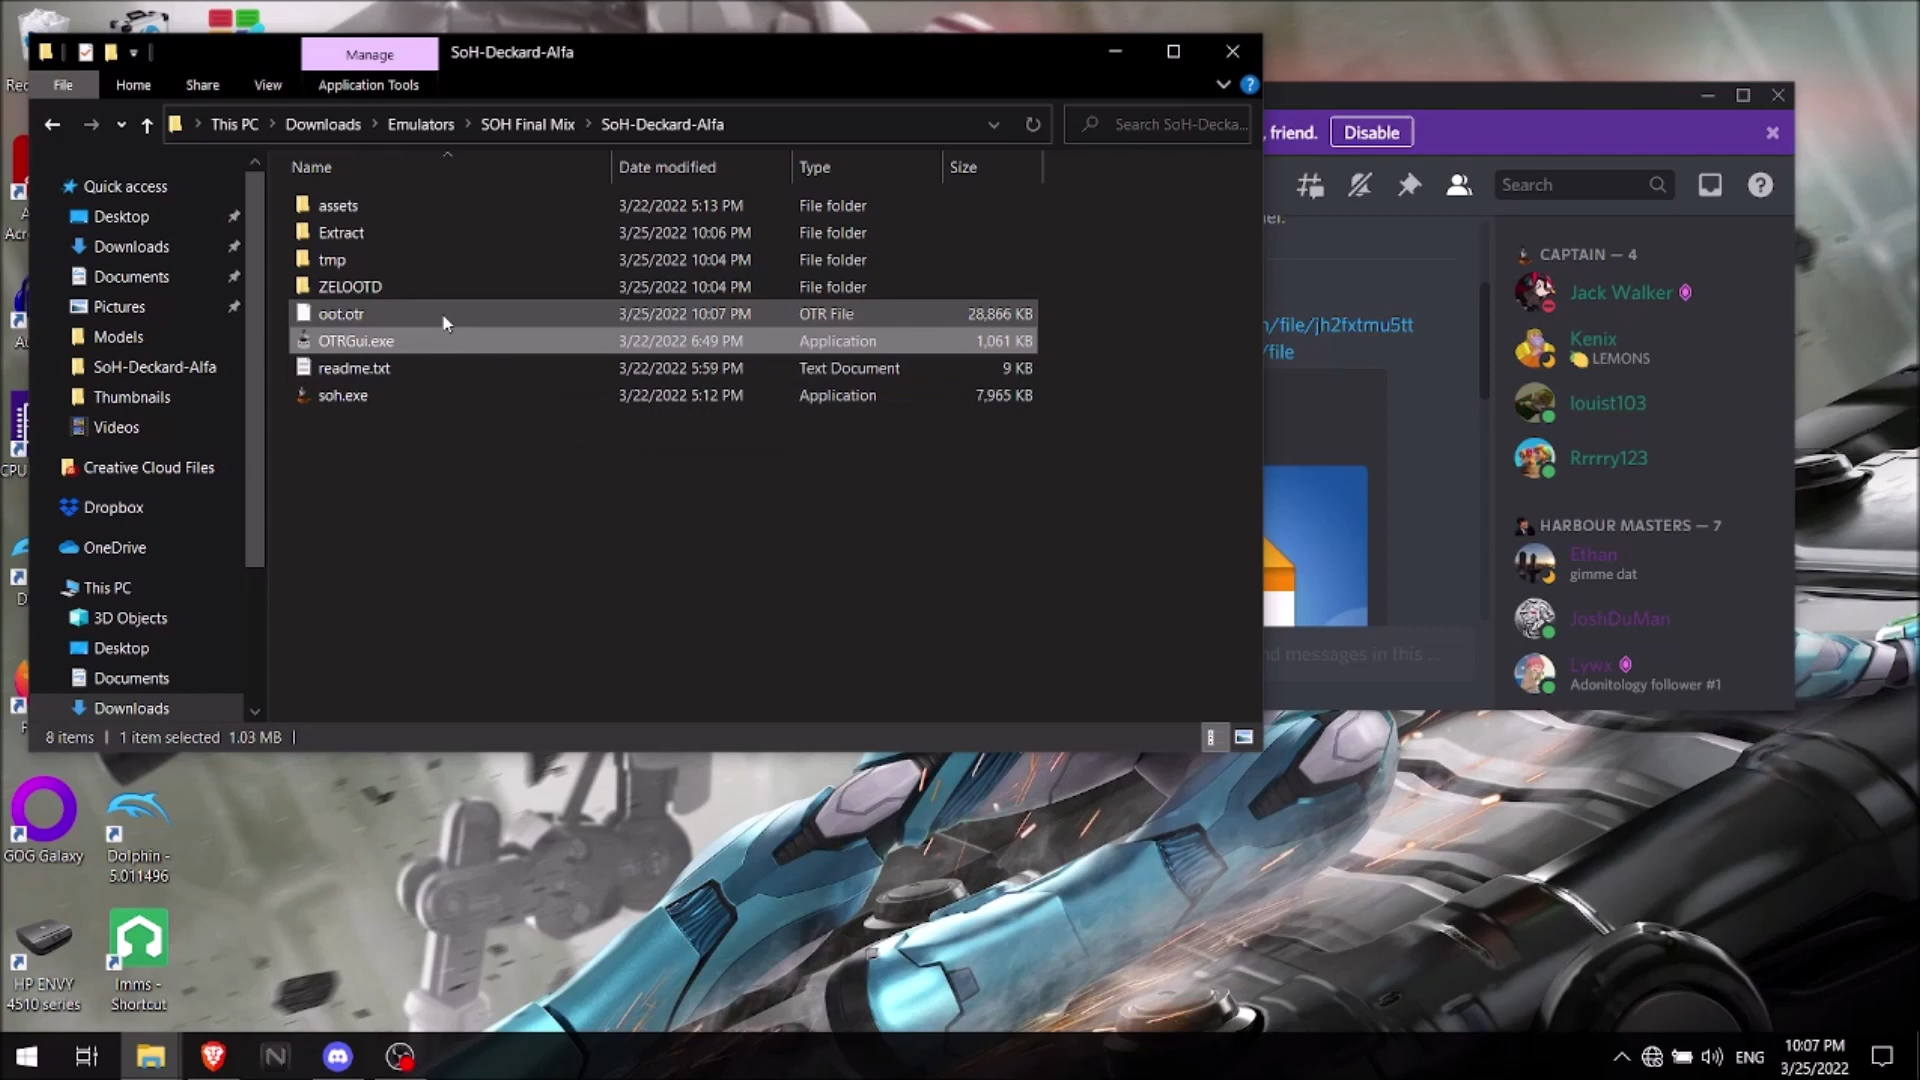 Manage
SoH-Deckard-Alfa
File
Home
Share
View
Application Tools
This PC
Downloads
Emulators
SOH Final Mix
SoH-Deckard-Alfa
Search SoH-Decka...
Name
Date modified
Type
Size
Quick access
Desktop
Downloads
Documents
Pictures
Models
SoH-Deckard-Alfa
Thumbnails
Videos
Creative Cloud Files
Dropbox
OneDrive
This PC
3D Objects
Desktop
Documents
Downloads
assets 3/22/2022 5:13 PM File folder
Extract 3/25/2022 10:06 PM File folder
tmp 3/25/2022 10:04 PM File folder
ZELOOTD 3/25/2022 10:04 PM File folder
oot.otr 3/25/2022 10:07 PM OTR File 28,866 KB
OTRGui.exe 3/22/2022 6:49 PM Application 1,061 KB
readme.txt 3/22/2022 5:59 PM Text Document 9 KB
soh.exe 3/22/2022 5:12 PM Application 7,965 KB
8 items 1 item selected 1.03 MB
, friend.
Disable
Search
n/file/jh2fxtmu5tt
/file
nd messages in this ...
CAPTAIN — 4
Jack Walker
Kenix
LEMONS
louist103
Rrrrry123
HARBOUR MASTERS — 7
Ethan
gimme dat
JoshDuMan
Lywx
Adonitology follower #1
GOG Galaxy
Dolphin -
5.011496
HP ENVY
4510 series
lmms -
Shortcut
ENG
10:07 PM
3/25/2022